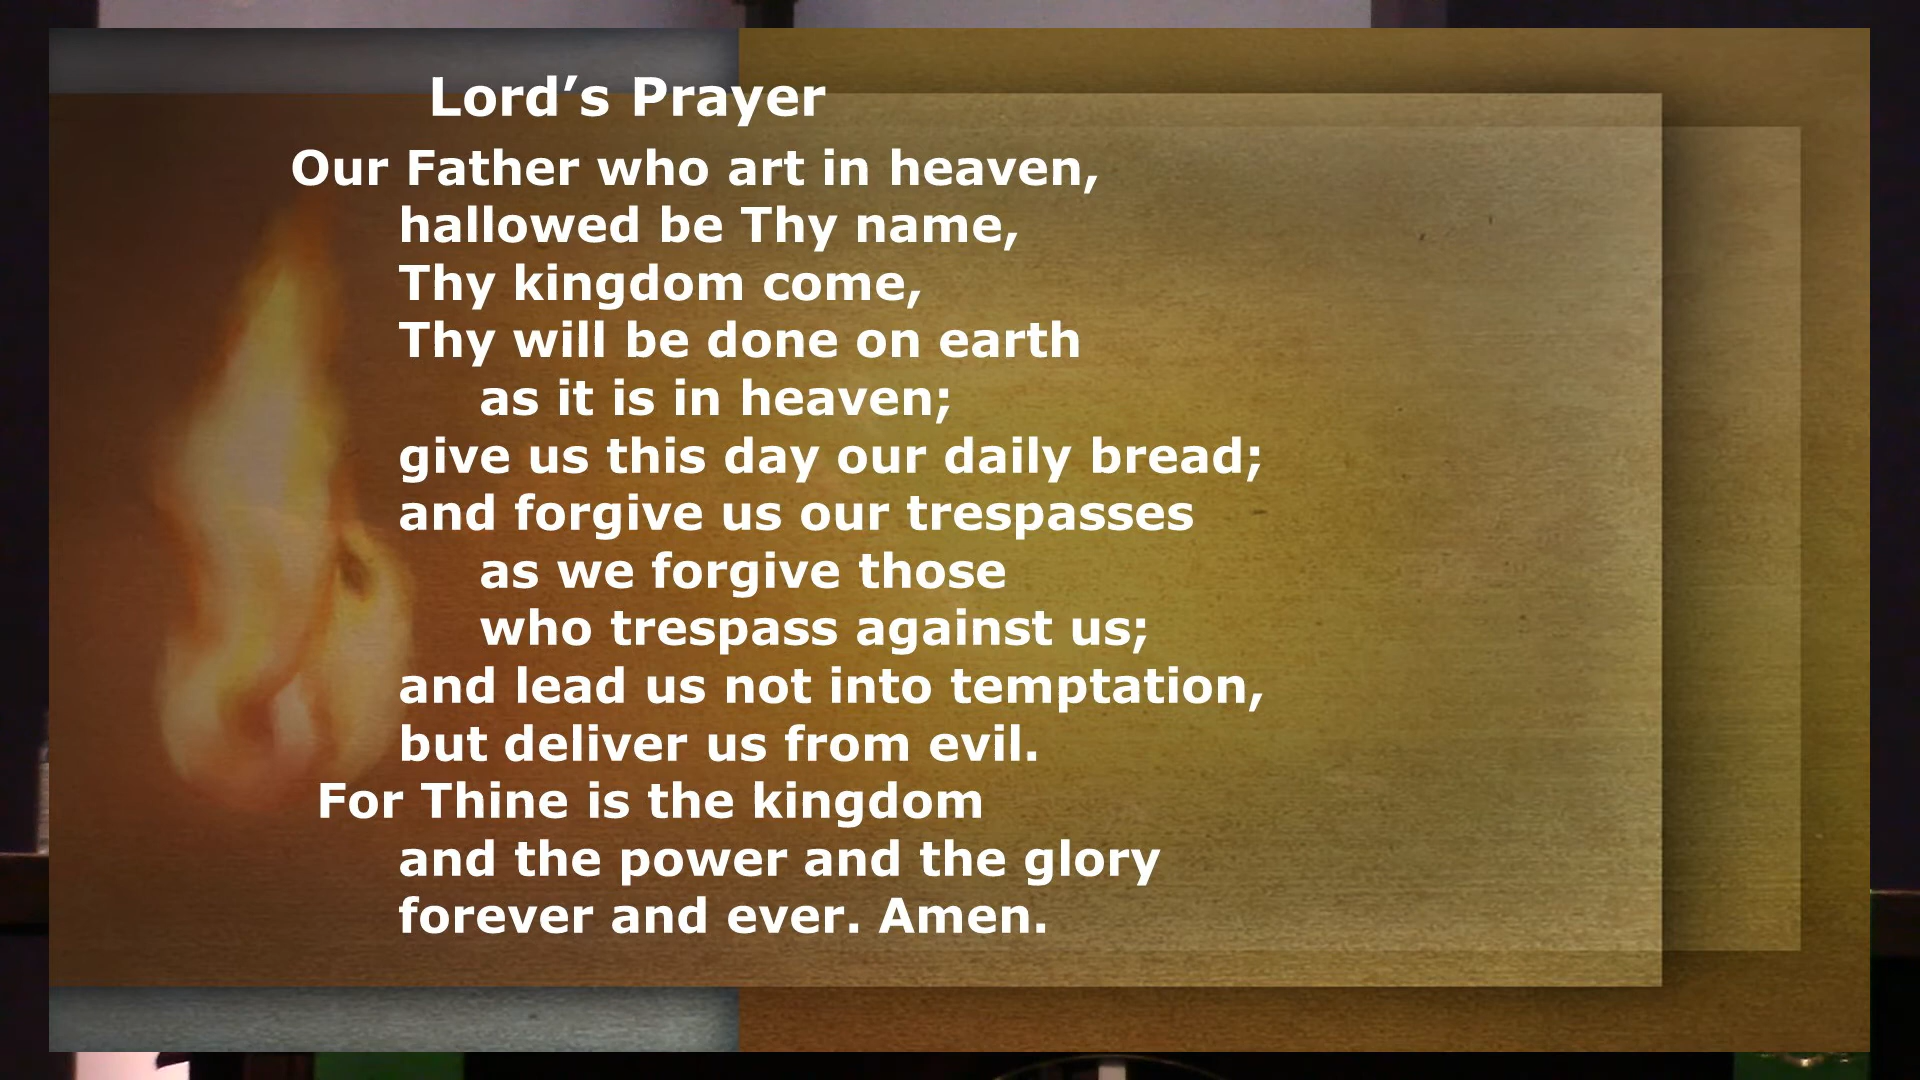 Lord’s Prayer
Our Father who art in heaven,
hallowed be Thy name,
Thy kingdom come,
Thy will be done on earth
as it is in heaven;
give us this day our daily bread;
and forgive us our trespasses
as we forgive those
who trespass against us;
and lead us not into temptation,
but deliver us from evil.
For Thine is the kingdom
and the power and the glory
forever and ever. Amen.